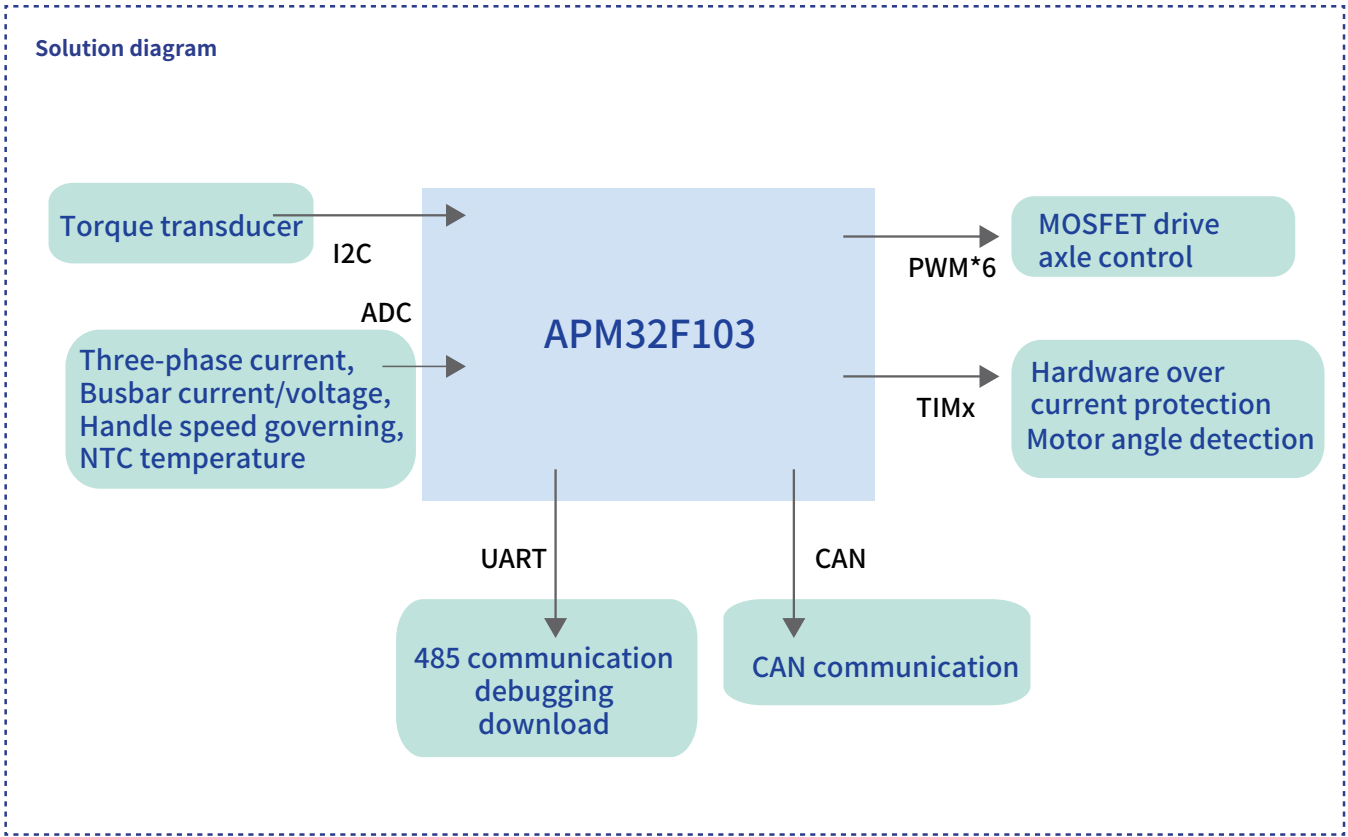 Solution diagram
Torque transducer
I2C
ADC
Three-phase current,
Busbar current/voltage,
Handle speed governing,
NTC temperature
APM32F103
PWM*6
MOSFET drive
axle control
TIMx
Hardware over
current protection
Motor angle detection
UART
485 communication
debugging
download
CAN
CAN communication